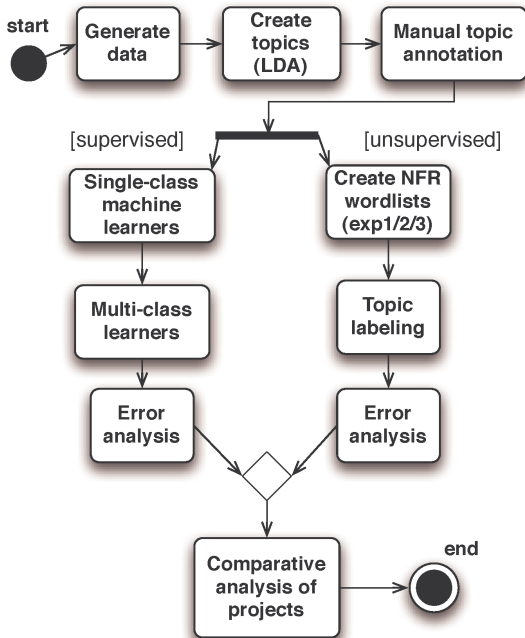 start
Generate
data
Create
topics
(LDA)
Manual topic
annotation
[supervised]
[unsupervised]
Single-class
machine
learners
Create NFR
wordlists
(exp1/2/3)
Multi-class
learners
Topic
labeling
Error
analysis
Error
analysis
Comparative
analysis of
projects
end